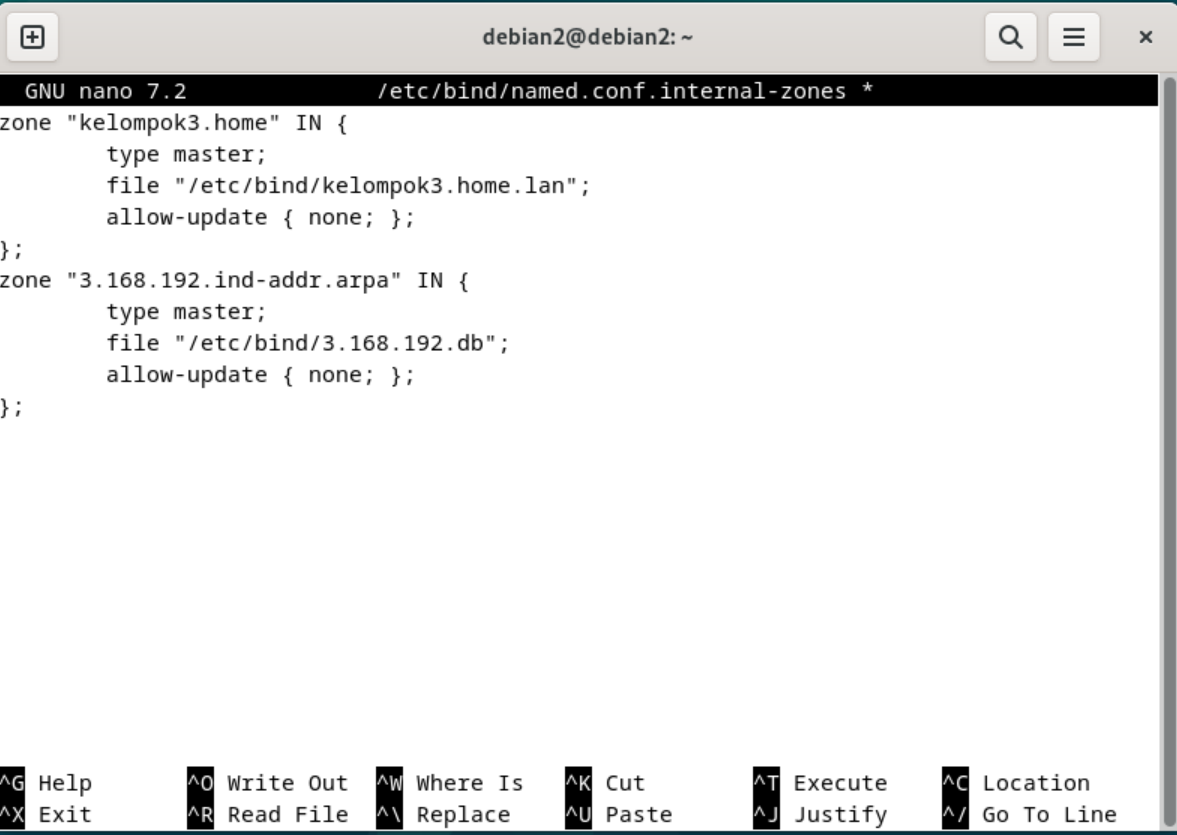 debian2@debian2: ~
GNU nano 7.2 /etc/bind/named.conf.internal-zones *
zone "kelompok3.home" IN {
        type master;
        file "/etc/bind/kelompok3.home.lan";
        allow-update { none; };
};
zone "3.168.192.ind-addr.arpa" IN {
        type master;
        file "/etc/bind/3.168.192.db";
        allow-update { none; };
};
^G Help ^O Write Out ^W Where Is ^K Cut ^T Execute ^C Location
^X Exit ^R Read File ^\ Replace ^U Paste ^J Justify ^/ Go To Line